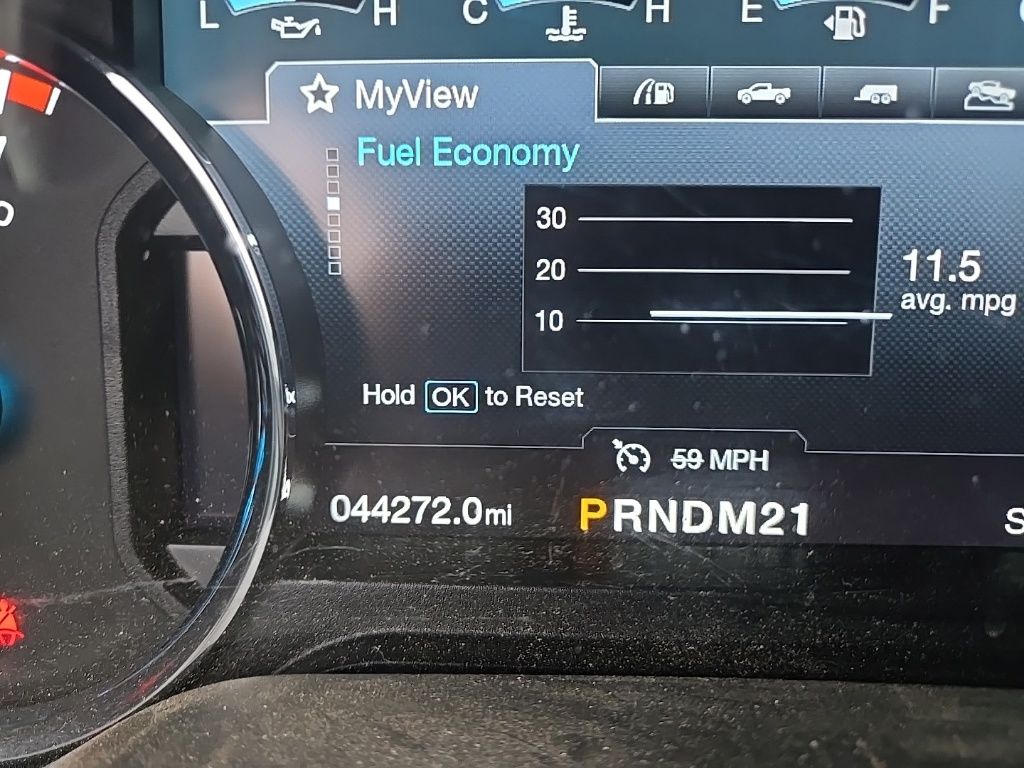 L H C H E F
MyView
Fuel Economy
30
20
10
11.5
avg. mpg
Hold OK to Reset
59 MPH
044272.0mi
PRNDM21
S